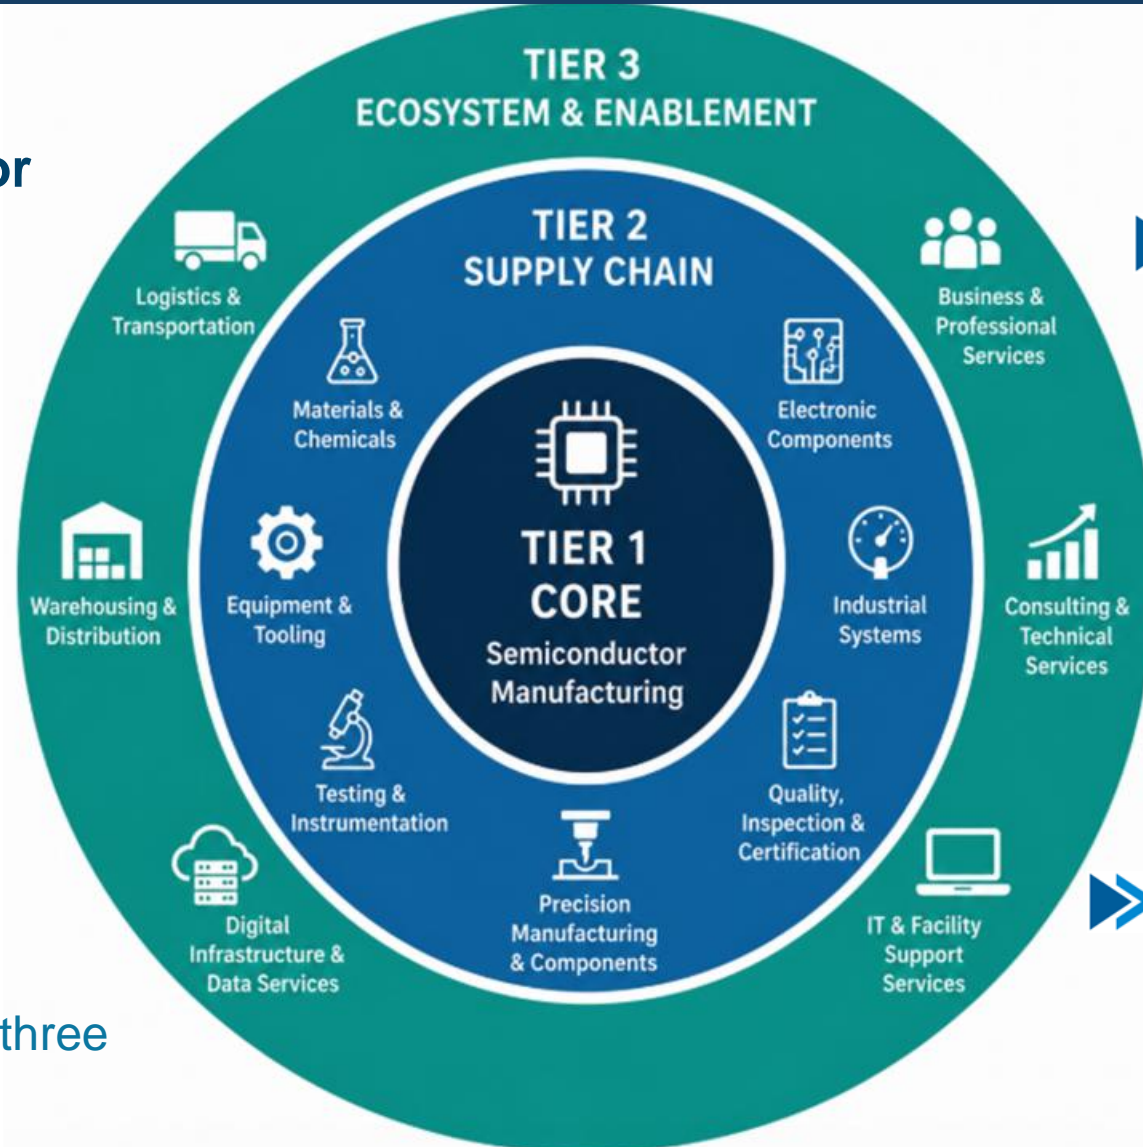 TIER 3
ECOSYSTEM & ENABLEMENT
or
TIER 2
SUPPLY CHAIN
Logistics &
Transportation
Business &
Professional
Services
Materials &
Chemicals
Electronic
Components
TIER 1
CORE
Semiconductor
Manufacturing
Warehousing &
Distribution
Equipment &
Tooling
Industrial
Systems
Consulting &
Technical
Services
Testing &
Instrumentation
Quality,
Inspection &
Certification
Precision
Manufacturing
& Components
Digital
Infrastructure &
Data Services
IT & Facility
Support
Services
three